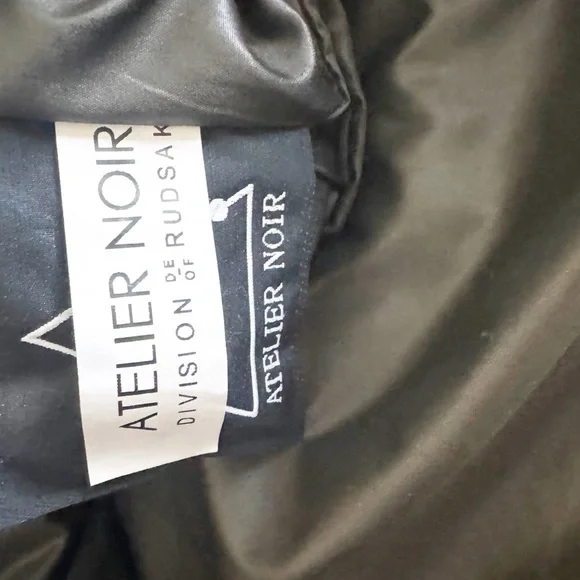 ATELIER NOIR
DIVISION DE OF RUDSAK
ATELIER NOIR